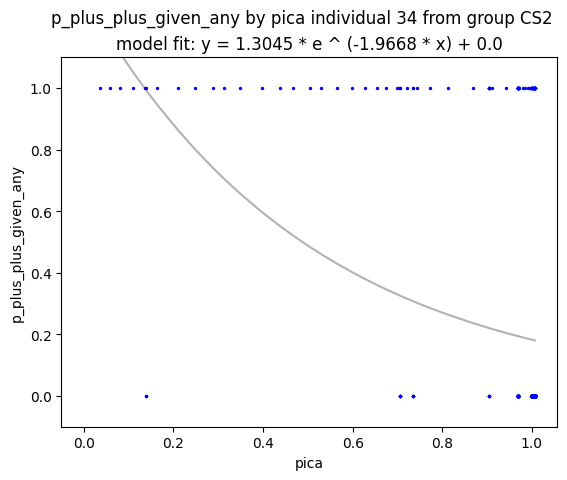 p_plus_plus_given_any by pica individual 34 from group CS2
model fit: y = 1.3045 * e ^ (-1.9668 * x) + 0.0
p_plus_plus_given_any
1.0
0.8
0.6
0.4
0.2
0.0
0.0 0.2 0.4 0.6 0.8 1.0
pica